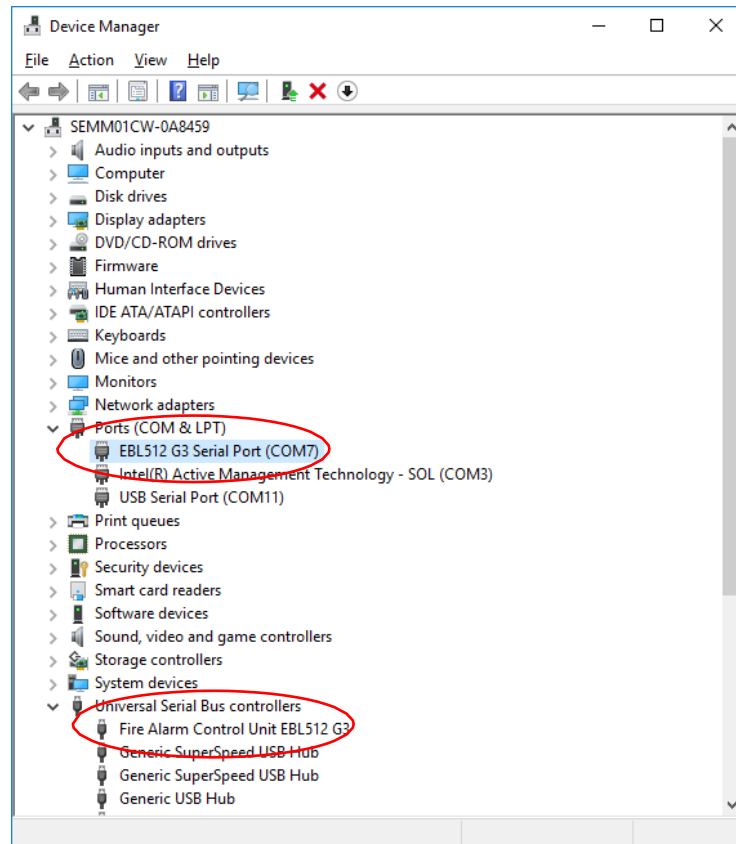 Device Manager
File Action View Help
SEMM01CW-0A8459
Audio inputs and outputs
Computer
Disk drives
Display adapters
DVD/CD-ROM drives
Firmware
Human Interface Devices
IDE ATA/ATAPI controllers
Keyboards
Mice and other pointing devices
Monitors
Network adapters
Ports (COM & LPT)
EBL512 G3 Serial Port (COM7)
Intel(R) Active Management Technology - SOL (COM3)
USB Serial Port (COM11)
Print queues
Processors
Security devices
Smart card readers
Software devices
Sound, video and game controllers
Storage controllers
System devices
Universal Serial Bus controllers
Fire Alarm Control Unit EBL512 G3
Generic SuperSpeed USB Hub
Generic SuperSpeed USB Hub
Generic USB Hub